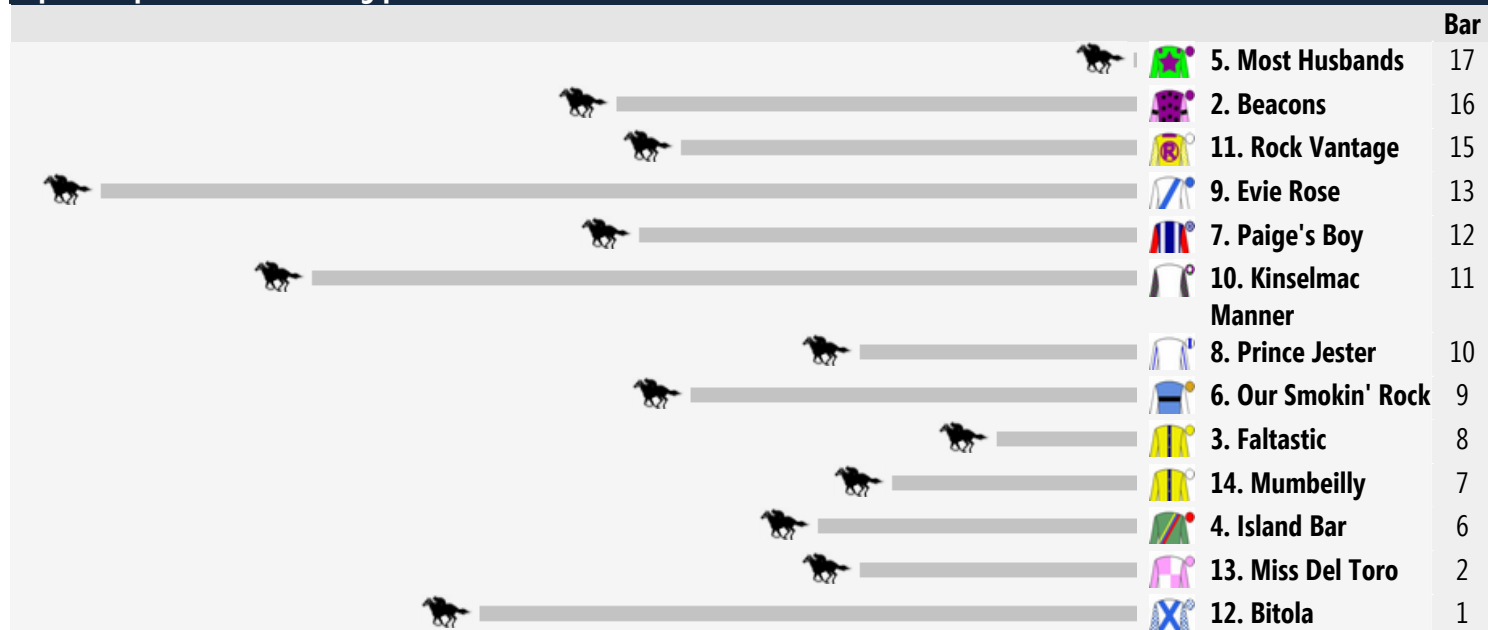 Bar
5. Most Husbands 17
2. Beacons 16
11. Rock Vantage 15
R
9. Evie Rose 13
7. Paige's Boy 12
10. Kinselmac 11
Manner
8. Prince Jester 10
6. Our Smokin' Rock 9
3. Faltastic 8
14. Mumbeilly 7
4. Island Bar 6
13. Miss Del Toro 2
12. Bitola 1